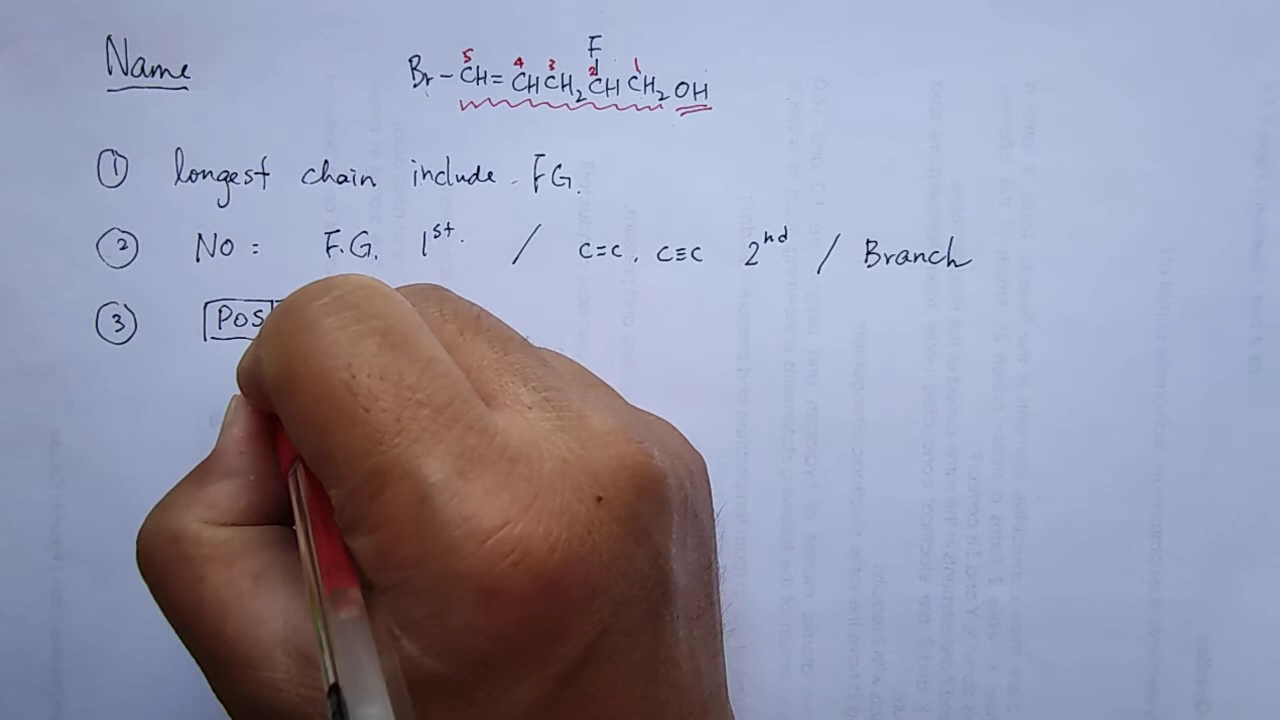 F
5 4 3 2 1
Name Br-CH=CHCH₂CHCH₂OH
① longest chain include FG.
② No: F.G. 1st. / C=C, C≡C 2nd / Branch
③ Pos